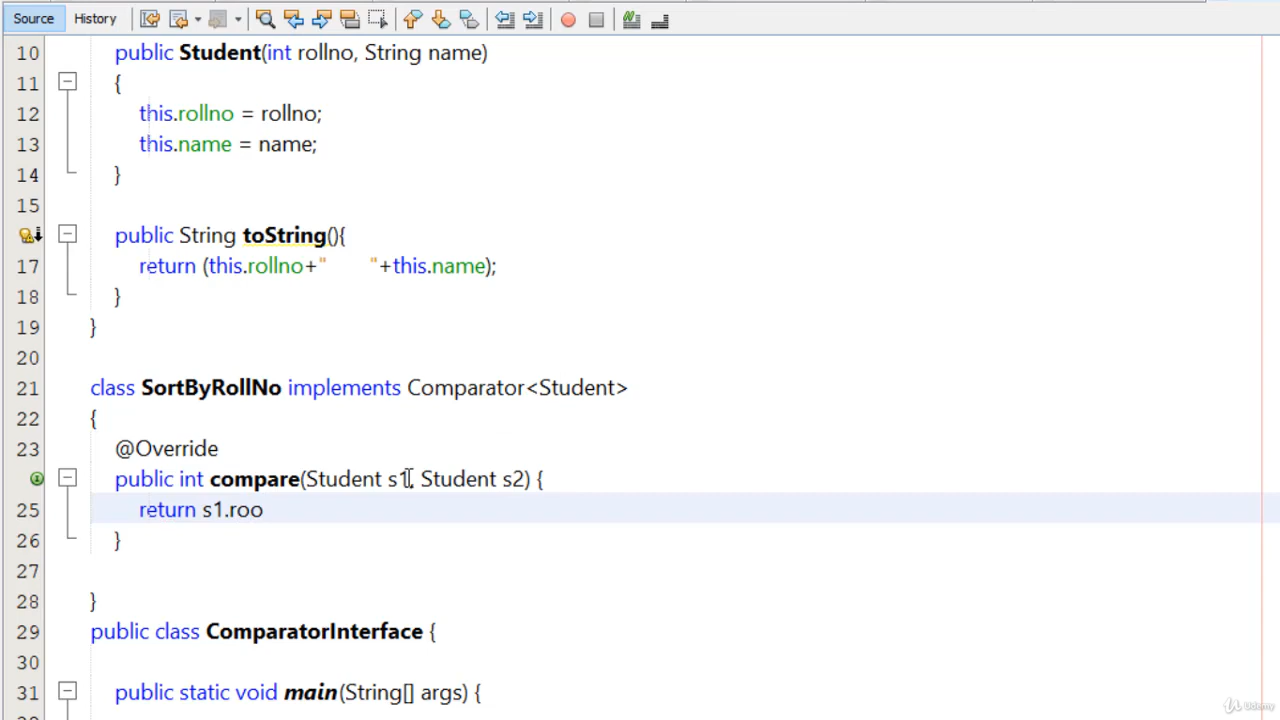 Source History
10 public Student(int rollno, String name)
11 {
12 this.rollno = rollno;
13 this.name = name;
14 }
15
public String toString(){
17 return (this.rollno+"       "+this.name);
18 }
19 }
20
21 class SortByRollNo implements Comparator<Student>
22 {
23 @Override
public int compare(Student s1, Student s2) {
25 return s1.roo
26 }
27
28 }
29 public class ComparatorInterface {
30
31 public static void main(String[] args) {
Udemy